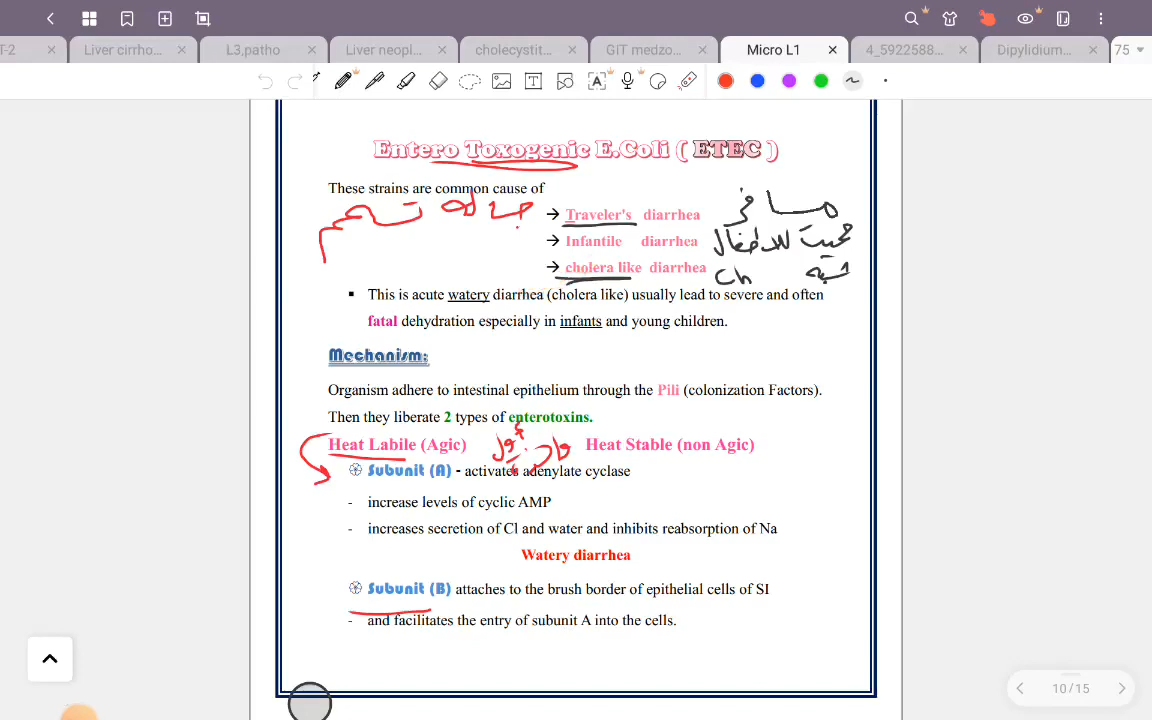 T-2
Liver cirrho...
L3,patho
Liver neopl...
cholecystit...
GIT medzo...
Micro L1
4_5922588...
Dipylidium...
75
Entero Toxogenic E.Coli ( ETEC )
These strains are common cause of
→ Traveler's diarrhea
→ Infantile diarrhea
→ cholera like diarrhea
مسافر
مميت للاطفال
شبيه Ch
▪ This is acute watery diarrhea (cholera like) usually lead to severe and often
fatal dehydration especially in infants and young children.
Mechanism:
Organism adhere to intestinal epithelium through the Pili (colonization Factors).
Then they liberate 2 types of enterotoxins.
Heat Labile (Agic) Heat Stable (non Agic)
Subunit (A) - activates adenylate cyclase
- increase levels of cyclic AMP
- increases secretion of Cl and water and inhibits reabsorption of Na
Watery diarrhea
Subunit (B) attaches to the brush border of epithelial cells of SI
- and facilitates the entry of subunit A into the cells.
10/15